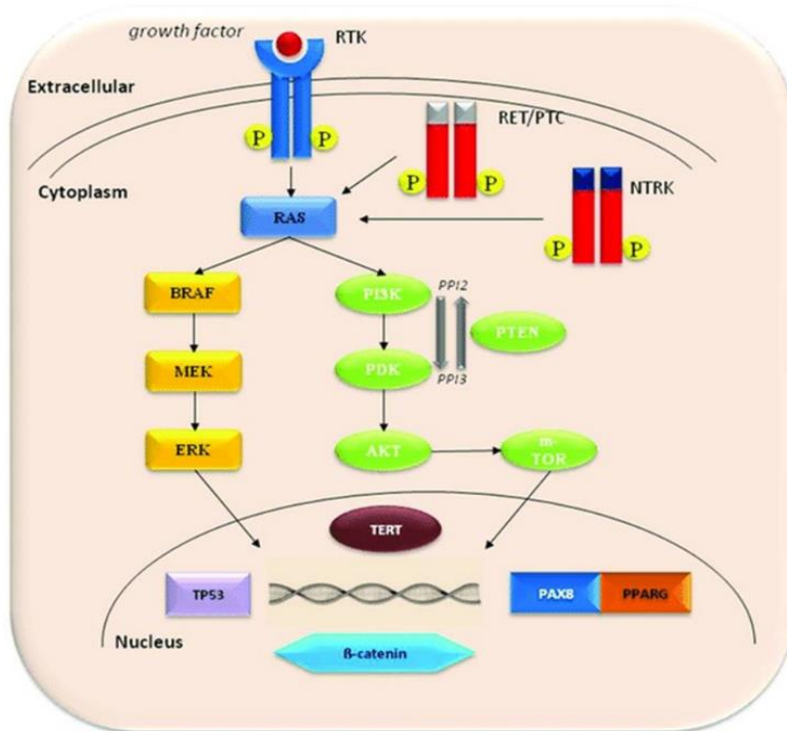 growth factor
RTK
Extracellular
RET/PTC
P
P
P
P
Cytoplasm
NTRK
RAS
P
P
BRAF
PI3K
PPI2
PTEN
MEK
PDK
PPI3
ERK
AKT
m-
TOR
TERT
TP53
PAX8
PPARG
Nucleus
ß-catenin